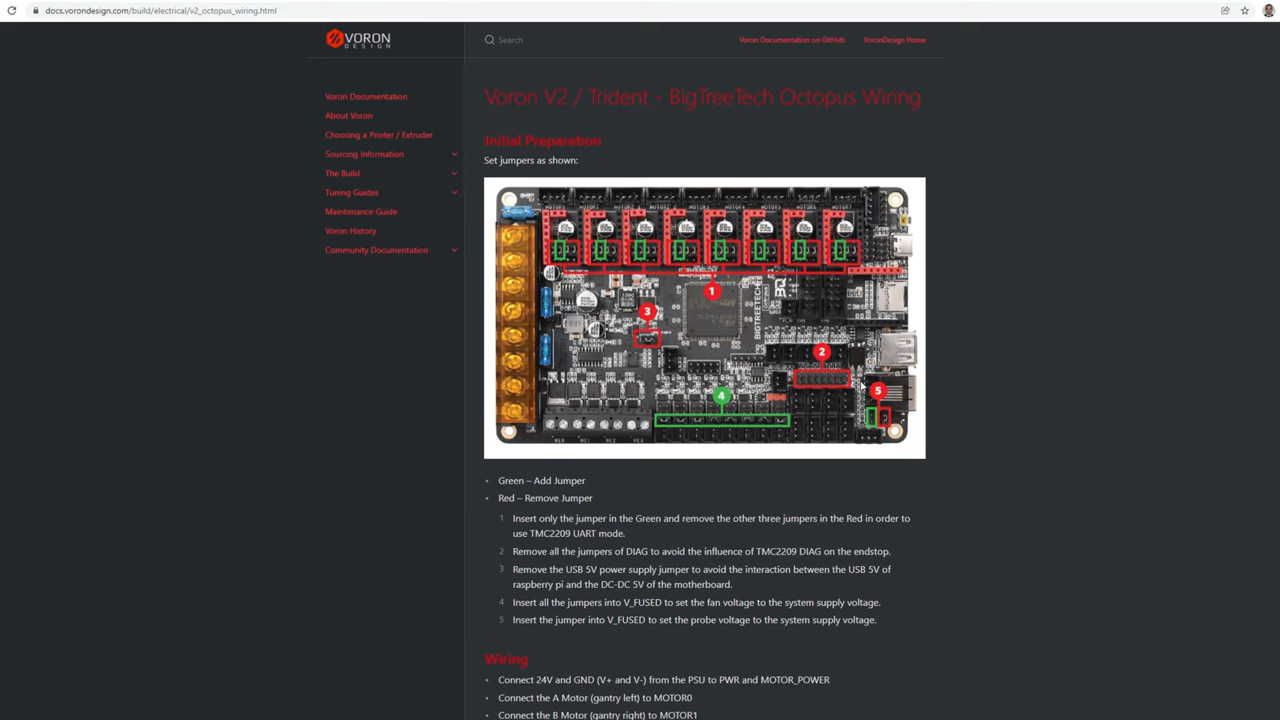 docs.vorondesign.com/build/electrical/v2_octopus_wiring.html
VORON
DESIGN
Search
Voron Documentation on GitHub
VoronDesign Home
Voron Documentation
About Voron
Choosing a Printer / Extruder
Sourcing Information
The Build
Tuning Guides
Maintenance Guide
Voron History
Community Documentation
Voron V2 / Trident - BigTreeTech Octopus Wiring
Initial Preparation
Set jumpers as shown:
1
3
BIGTREETECH
2
5
4
Green – Add Jumper
Red – Remove Jumper
1 Insert only the jumper in the Green and remove the other three jumpers in the Red in order to
use TMC2209 UART mode.
2 Remove all the jumpers of DIAG to avoid the influence of TMC2209 DIAG on the endstop.
3 Remove the USB 5V power supply jumper to avoid the interaction between the USB 5V of
raspberry pi and the DC-DC 5V of the motherboard.
4 Insert all the jumpers into V_FUSED to set the fan voltage to the system supply voltage.
5 Insert the jumper into V_FUSED to set the probe voltage to the system supply voltage.
Wiring
Connect 24V and GND (V+ and V-) from the PSU to PWR and MOTOR_POWER
Connect the A Motor (gantry left) to MOTOR0
Connect the B Motor (gantry right) to MOTOR1